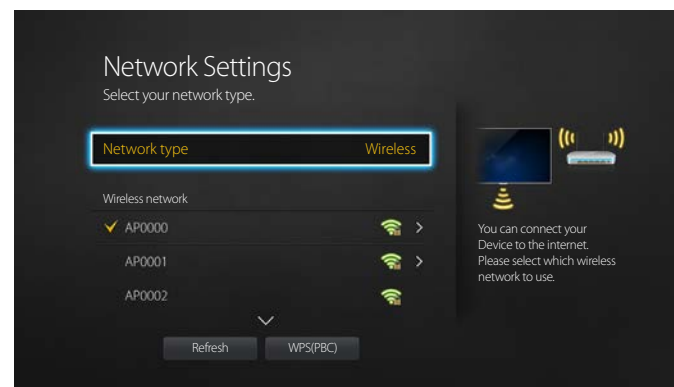 Network Settings
Select your network type.
Network type Wireless
Wireless network
AP0000
AP0001
AP0002
Refresh WPS(PBC)
You can connect your
Device to the internet.
Please select which wireless
network to use.